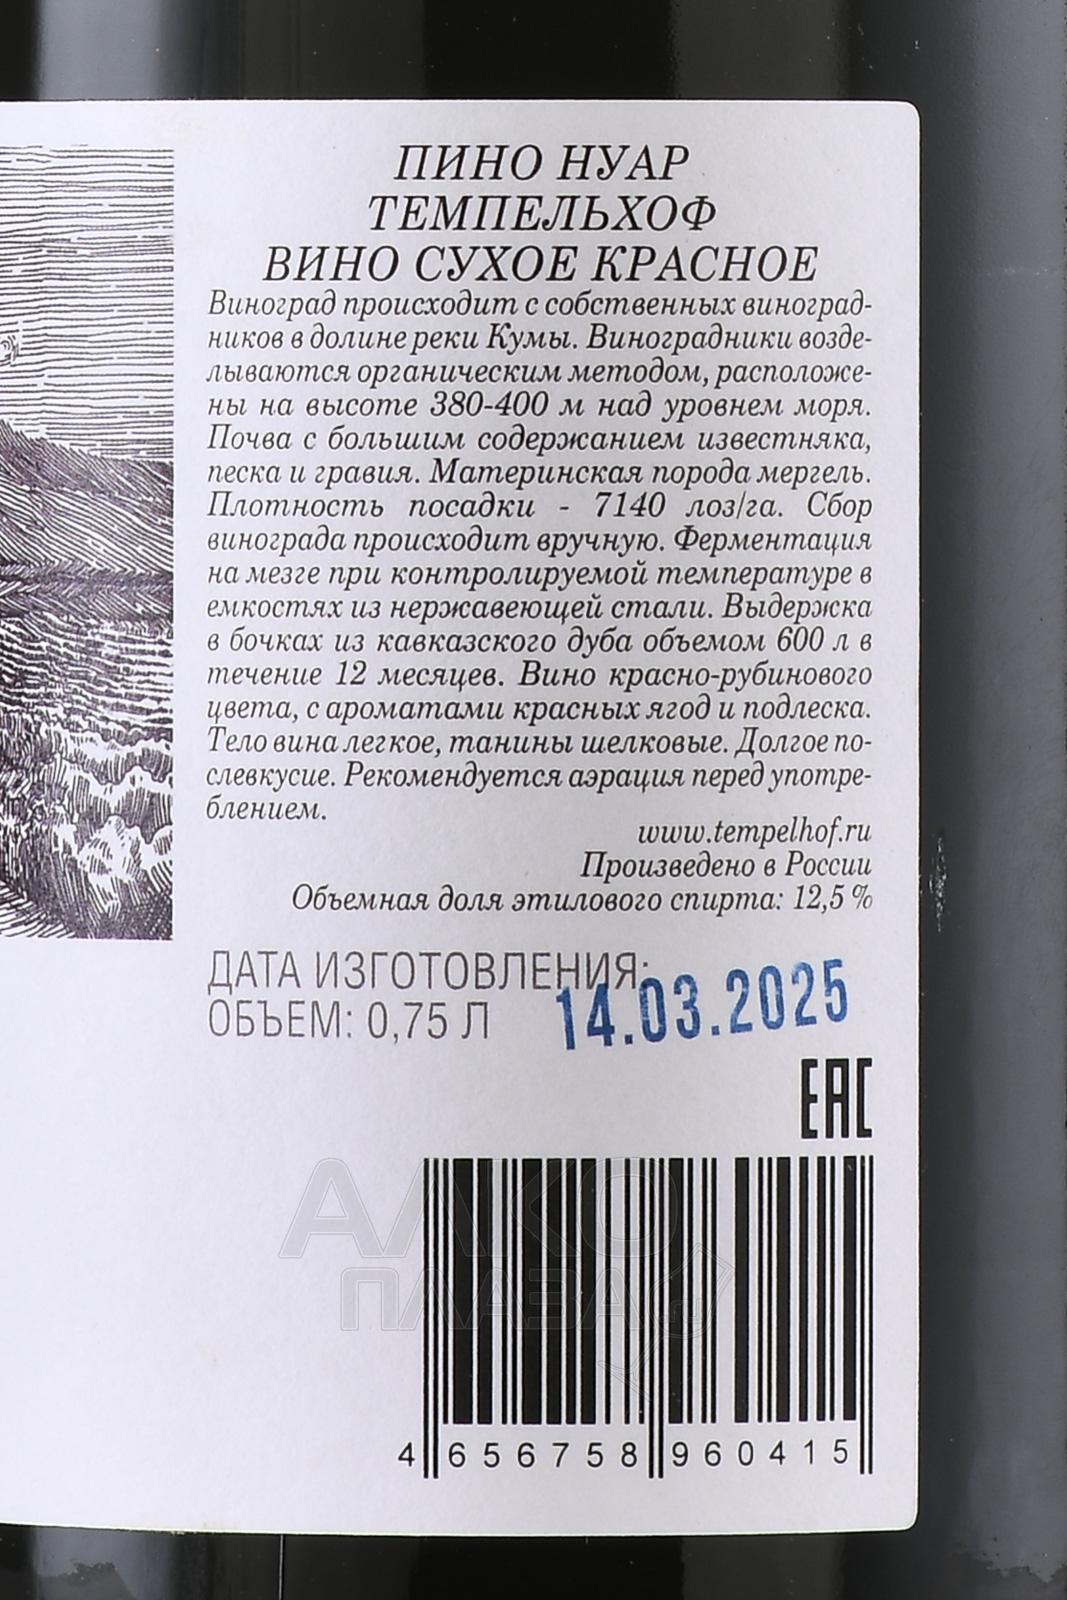 ПИНО НУАР
ТЕМПЕЛЬХОФ
ВИНО СУХОЕ КРАСНОЕ
Виноград происходит с собственных виноград-
ников в долине реки Кумы. Виноградники возде-
лываются органическим методом, расположе-
ны на высоте 380-400 м над уровнем моря.
Почва с большим содержанием известняка,
песка и гравия. Материнская порода мергель.
Плотность посадки - 7140 лоз/га. Сбор
винограда происходит вручную. Ферментация
на мезге при контролируемой температуре в
емкостях из нержавеющей стали. Выдержка
в бочках из кавказского дуба объемом 600 л в
течение 12 месяцев. Вино красно-рубинового
цвета, с ароматами красных ягод и подлеска.
Тело вина легкое, танины шелковые. Долгое по-
слевкусие. Рекомендуется аэрация перед употре-
блением.
www.tempelhof.ru
Произведено в России
Объемная доля этилового спирта: 12,5 %
ДАТА ИЗГОТОВЛЕНИЯ:
14.03.2025
ОБЪЕМ: 0,75 Л
EAC
АЛКО
ПЛАЗА.ru
4 656758 960415